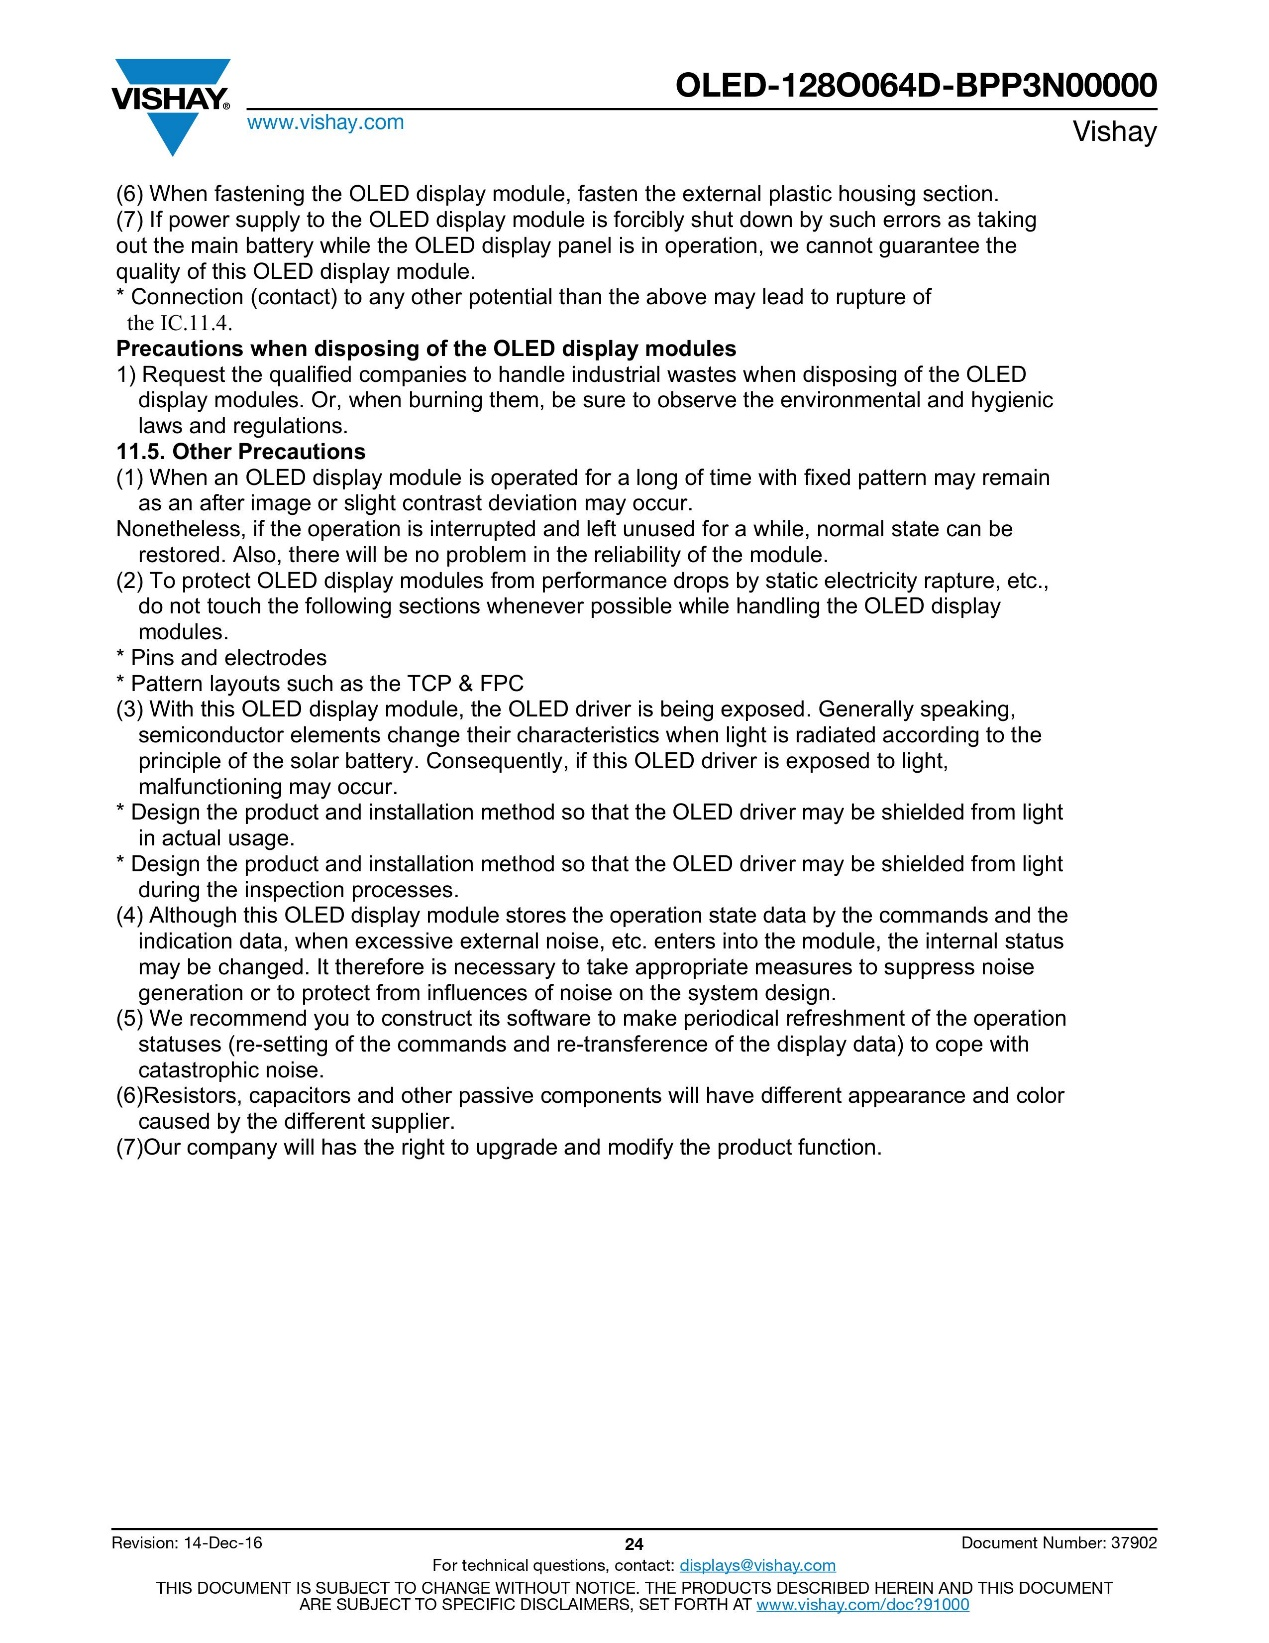 VISHAY®
OLED-128O064D-BPP3N00000
www.vishay.com
Vishay
(6) When fastening the OLED display module, fasten the external plastic housing section.
(7) If power supply to the OLED display module is forcibly shut down by such errors as taking
out the main battery while the OLED display panel is in operation, we cannot guarantee the
quality of this OLED display module.
* Connection (contact) to any other potential than the above may lead to rupture of
the IC.11.4.
Precautions when disposing of the OLED display modules
1) Request the qualified companies to handle industrial wastes when disposing of the OLED
display modules. Or, when burning them, be sure to observe the environmental and hygienic
laws and regulations.
11.5. Other Precautions
(1) When an OLED display module is operated for a long of time with fixed pattern may remain
as an after image or slight contrast deviation may occur.
Nonetheless, if the operation is interrupted and left unused for a while, normal state can be
restored. Also, there will be no problem in the reliability of the module.
(2) To protect OLED display modules from performance drops by static electricity rapture, etc.,
do not touch the following sections whenever possible while handling the OLED display
modules.
* Pins and electrodes
* Pattern layouts such as the TCP & FPC
(3) With this OLED display module, the OLED driver is being exposed. Generally speaking,
semiconductor elements change their characteristics when light is radiated according to the
principle of the solar battery. Consequently, if this OLED driver is exposed to light,
malfunctioning may occur.
* Design the product and installation method so that the OLED driver may be shielded from light
in actual usage.
* Design the product and installation method so that the OLED driver may be shielded from light
during the inspection processes.
(4) Although this OLED display module stores the operation state data by the commands and the
indication data, when excessive external noise, etc. enters into the module, the internal status
may be changed. It therefore is necessary to take appropriate measures to suppress noise
generation or to protect from influences of noise on the system design.
(5) We recommend you to construct its software to make periodical refreshment of the operation
statuses (re-setting of the commands and re-transference of the display data) to cope with
catastrophic noise.
(6)Resistors, capacitors and other passive components will have different appearance and color
caused by the different supplier.
(7)Our company will has the right to upgrade and modify the product function.
Revision: 14-Dec-16
24
Document Number: 37902
For technical questions, contact: displays@vishay.com
THIS DOCUMENT IS SUBJECT TO CHANGE WITHOUT NOTICE. THE PRODUCTS DESCRIBED HEREIN AND THIS DOCUMENT
ARE SUBJECT TO SPECIFIC DISCLAIMERS, SET FORTH AT www.vishay.com/doc?91000